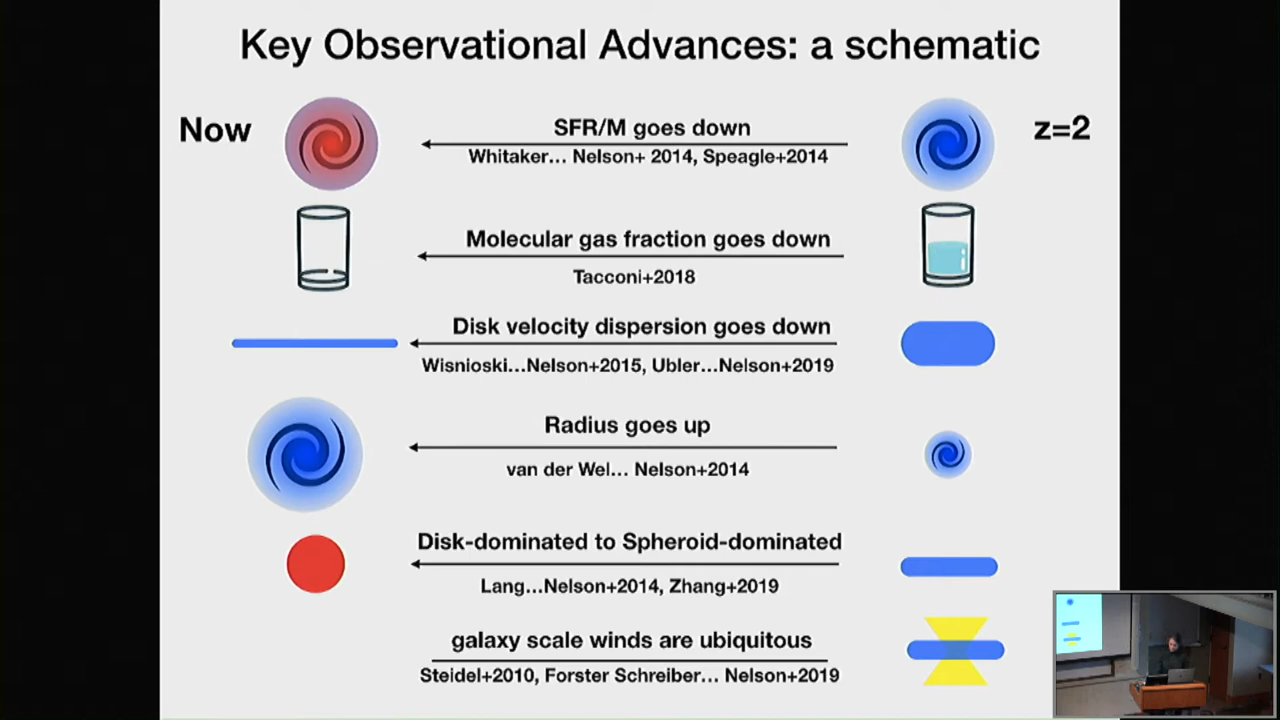 Key Observational Advances: a schematic
Now
SFR/M goes down
z=2
Whitaker... Nelson+ 2014, Speagle+2014
Molecular gas fraction goes down
Tacconi+2018
Disk velocity dispersion goes down
Wisnioski...Nelson+2015, Ubler...Nelson+2019
Radius goes up
van der Wel... Nelson+2014
Disk-dominated to Spheroid-dominated
Lang...Nelson+2014, Zhang+2019
galaxy scale winds are ubiquitous
Steidel+2010, Forster Schreiber... Nelson+2019